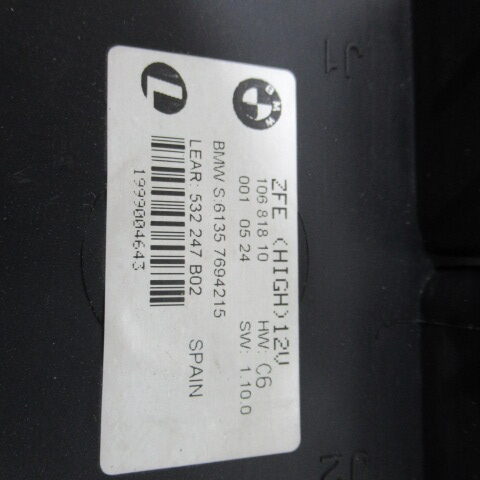 J1
BMW
ZFE (HIGH)12V
106 818 10 HW: C6
001 05 24 SW: 1.10.0
BMW S:6135 7694215
LEAR: 532 247 B02 SPAIN
1999004643
L
J2